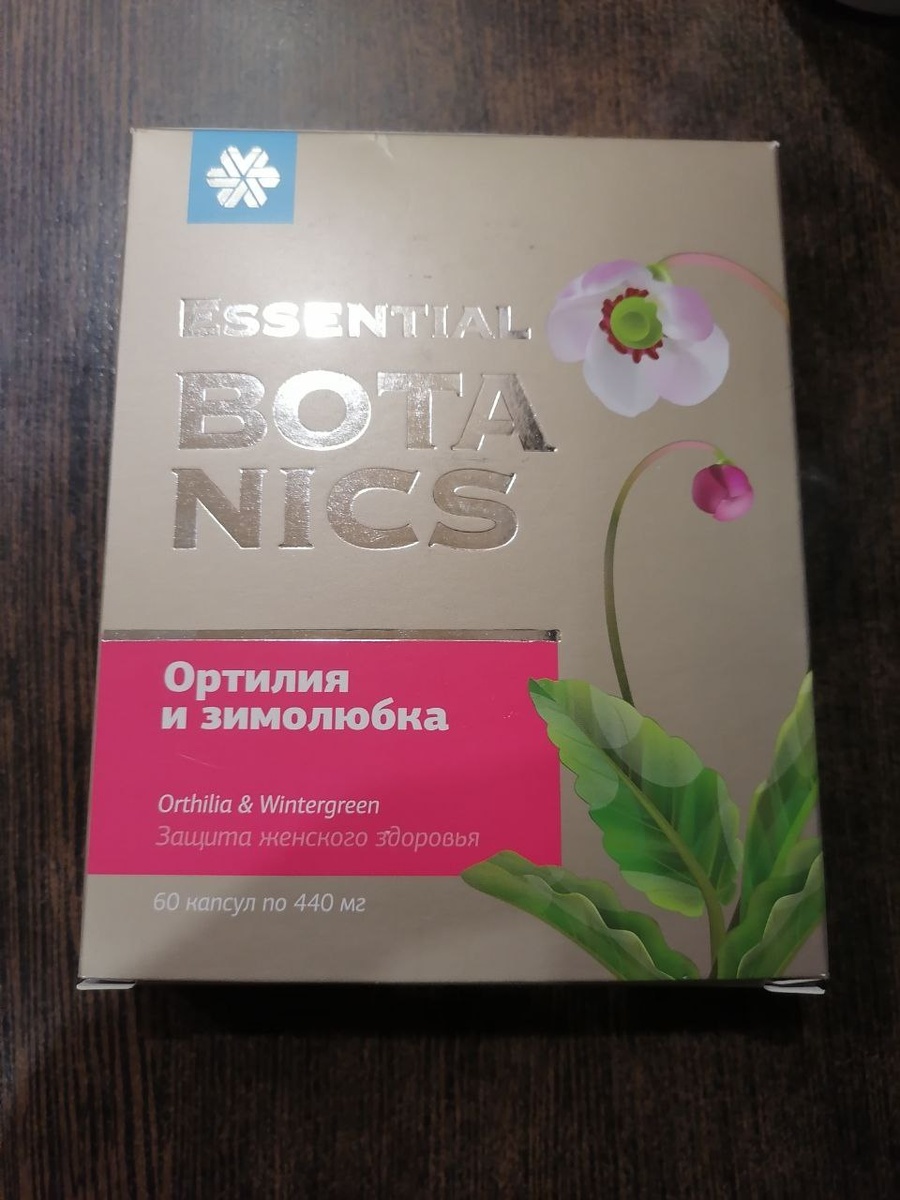 ESSENTIAL
BOTA
NICS
Ортилия
и зимолюбка
Orthilia & Wintergreen
Защита женского здоровья
60 капсул по 440 мг